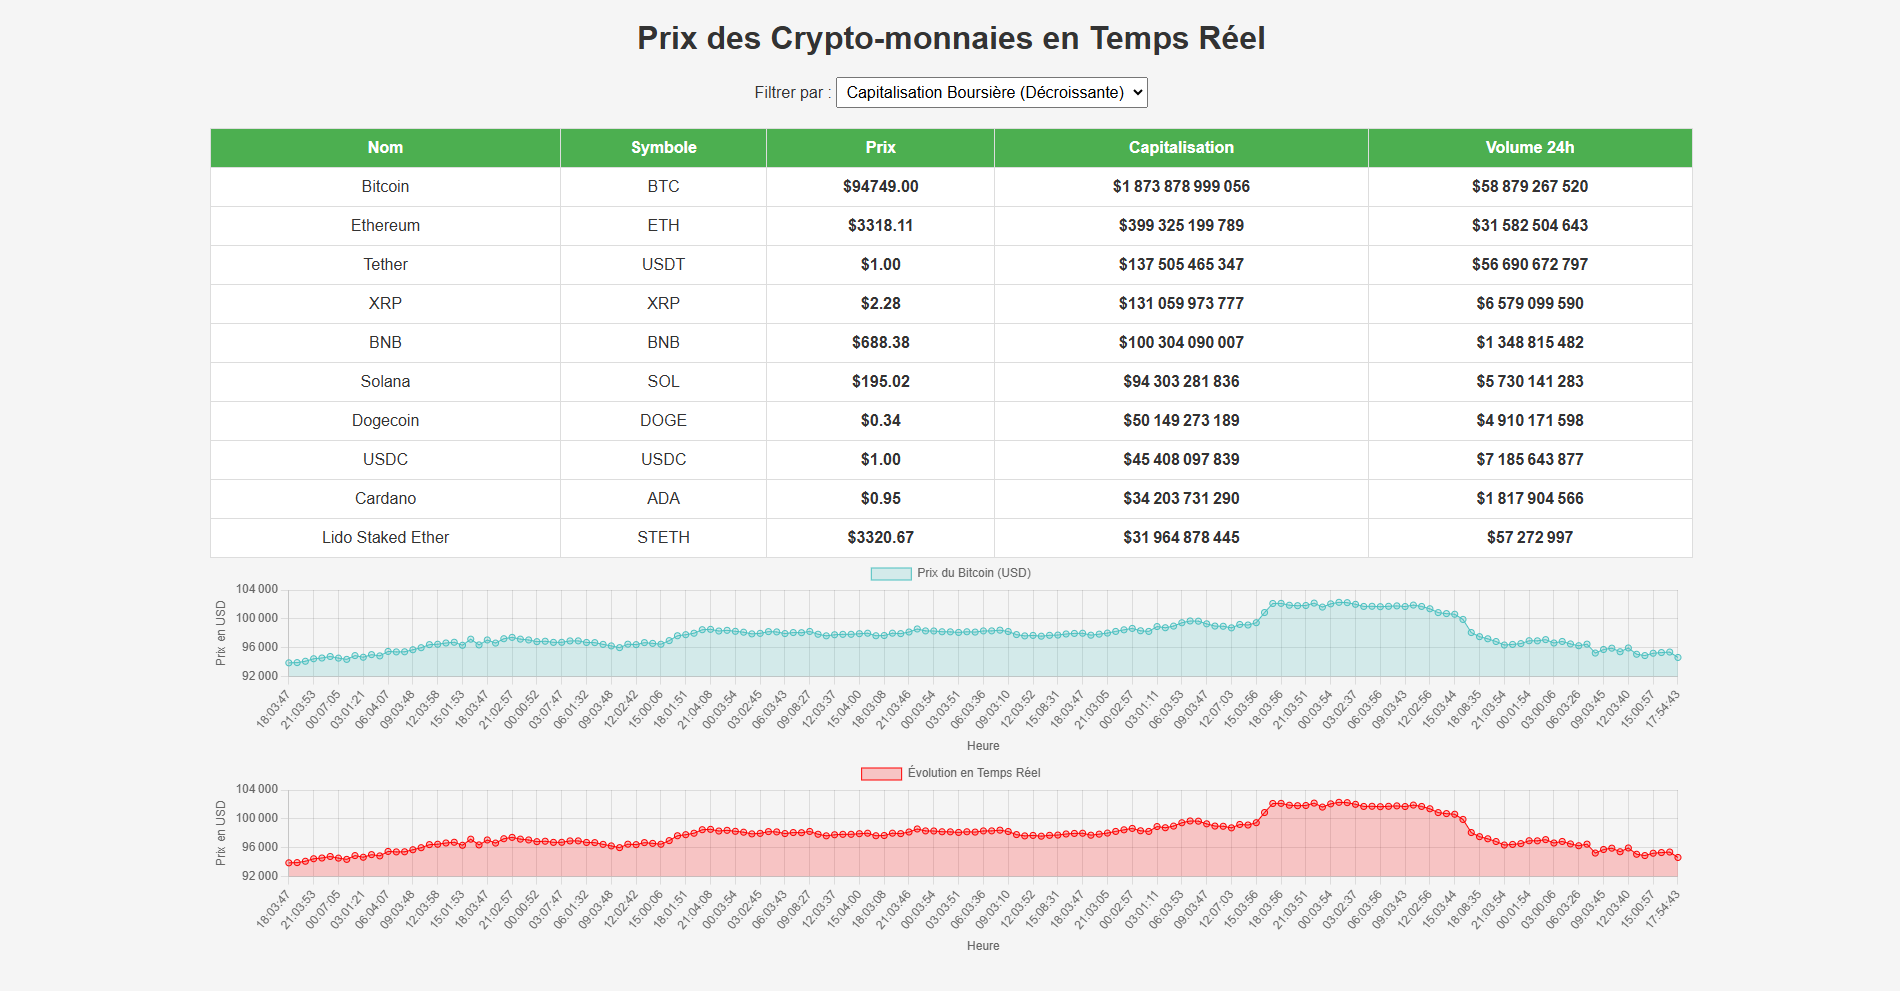 Prix des Crypto-monnaies en Temps Réel
Filtrer par : Capitalisation Boursière (Décroissante)
Nom Symbole Prix Capitalisation Volume 24h
Bitcoin BTC $94749.00 $1 873 878 999 056 $58 879 267 520
Ethereum ETH $3318.11 $399 325 199 789 $31 582 504 643
Tether USDT $1.00 $137 505 465 347 $56 690 672 797
XRP XRP $2.28 $131 059 973 777 $6 579 099 590
BNB BNB $688.38 $100 304 090 007 $1 348 815 482
Solana SOL $195.02 $94 303 281 836 $5 730 141 283
Dogecoin DOGE $0.34 $50 149 273 189 $4 910 171 598
USDC USDC $1.00 $45 408 097 839 $7 185 643 877
Cardano ADA $0.95 $34 203 731 290 $1 817 904 566
Lido Staked Ether STETH $3320.67 $31 964 878 445 $57 272 997
Prix du Bitcoin (USD)
Prix en USD
104 000
100 000
96 000
92 000
18:03:47 21:03:53 00:07:05 03:01:21 06:04:07 09:03:48 12:03:58 15:01:53 18:03:47 21:02:57 00:00:52 03:07:47 06:01:32 09:03:48 12:02:42 15:00:06 18:01:51 21:04:08 00:03:54 03:02:45 06:03:43 09:08:27 12:03:37 15:04:00 18:03:08 21:03:46 00:03:54 03:03:51 06:03:36 09:03:10 12:03:52 15:08:31 18:03:47 21:03:05 00:02:57 03:01:11 06:03:53 09:03:47 12:07:03 15:03:56 18:03:56 21:03:51 00:03:54 03:02:37 06:03:56 09:03:43 12:02:56 15:03:44 18:08:35 21:03:54 00:01:54 03:00:06 06:03:26 09:03:45 12:03:40 15:00:57 17:54:43
Heure
Évolution en Temps Réel
Prix en USD
104 000
100 000
96 000
92 000
18:03:47 21:03:53 00:07:05 03:01:21 06:04:07 09:03:48 12:03:58 15:01:53 18:03:47 21:02:57 00:00:52 03:07:47 06:01:32 09:03:48 12:02:42 15:00:06 18:01:51 21:04:08 00:03:54 03:02:45 06:03:43 09:08:27 12:03:37 15:04:00 18:03:08 21:03:46 00:03:54 03:03:51 06:03:36 09:03:10 12:03:52 15:08:31 18:03:47 21:03:05 00:02:57 03:01:11 06:03:53 09:03:47 12:07:03 15:03:56 18:03:56 21:03:51 00:03:54 03:02:37 06:03:56 09:03:43 12:02:56 15:03:44 18:08:35 21:03:54 00:01:54 03:00:06 06:03:26 09:03:45 12:03:40 15:00:57 17:54:43
Heure